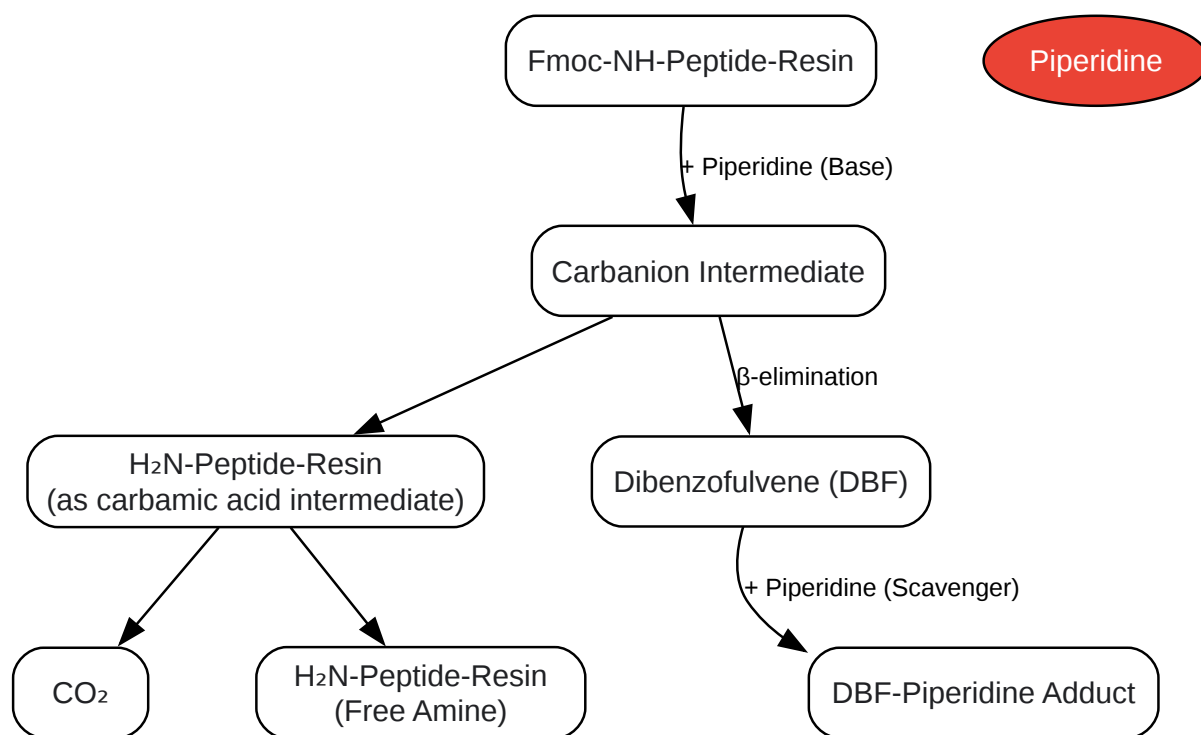 Fmoc-NH-Peptide-Resin
Piperidine
+ Piperidine (Base)
Carbanion Intermediate
β-elimination
H₂N-Peptide-Resin
(as carbamic acid intermediate)
Dibenzofulvene (DBF)
+ Piperidine (Scavenger)
CO₂
H₂N-Peptide-Resin
(Free Amine)
DBF-Piperidine Adduct